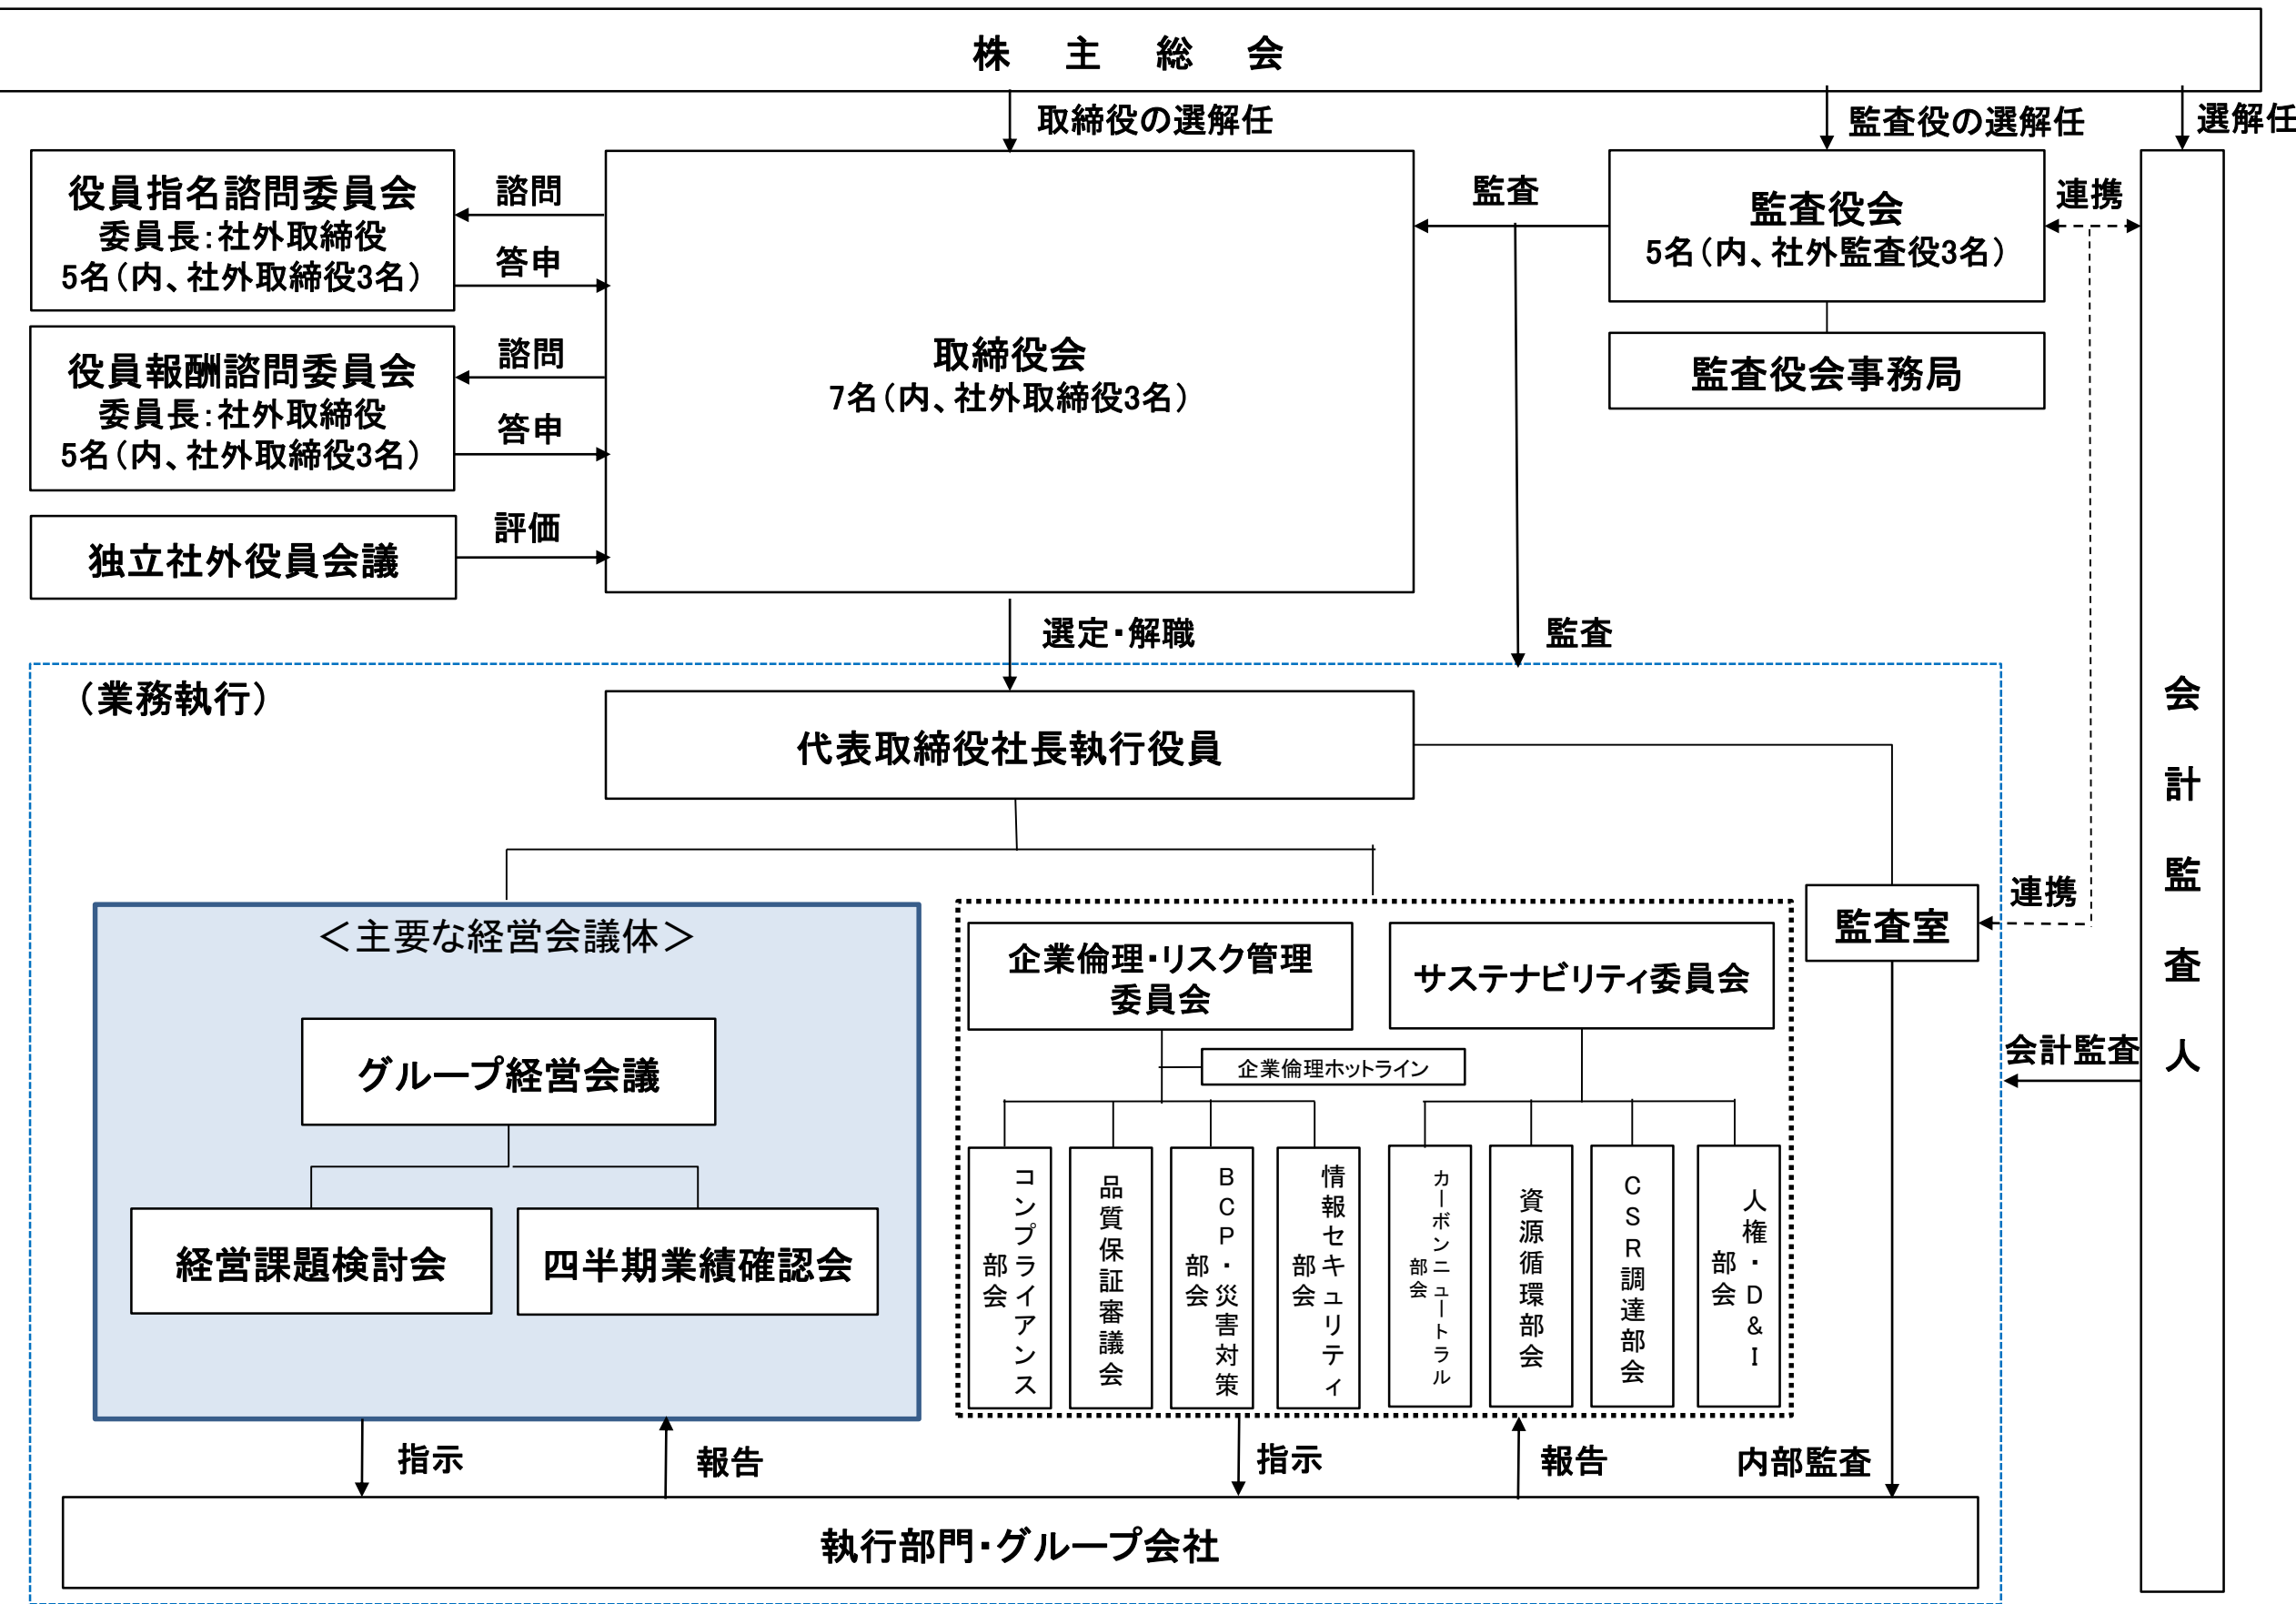 株主総会
取締役の選解任
監査役の選解任
選解任
役員指名諮問委員会
委員長：社外取締役
5名（内、社外取締役3名）
諮問
答申
役員報酬諮問委員会
委員長：社外取締役
5名（内、社外取締役3名）
諮問
答申
独立社外役員会議
評価
取締役会
7名（内、社外取締役3名）
監査
監査役会
5名（内、社外監査役3名）
連携
監査役会事務局
選定・解職
監査
会計監査人
（業務執行）
代表取締役社長執行役員
＜主要な経営会議体＞
グループ経営会議
経営課題検討会
四半期業績確認会
企業倫理・リスク管理
委員会
サステナビリティ委員会
企業倫理ホットライン
コンプライアンス
部会
品質保証審議会
BCP・災害対策
部会
情報セキュリティ
部会
カーボンニュートラル
部会
資源循環部会
CSR調達部会
人権・D&I
部会
監査室
連携
会計監査
指示
報告
指示
報告
内部監査
執行部門・グループ会社